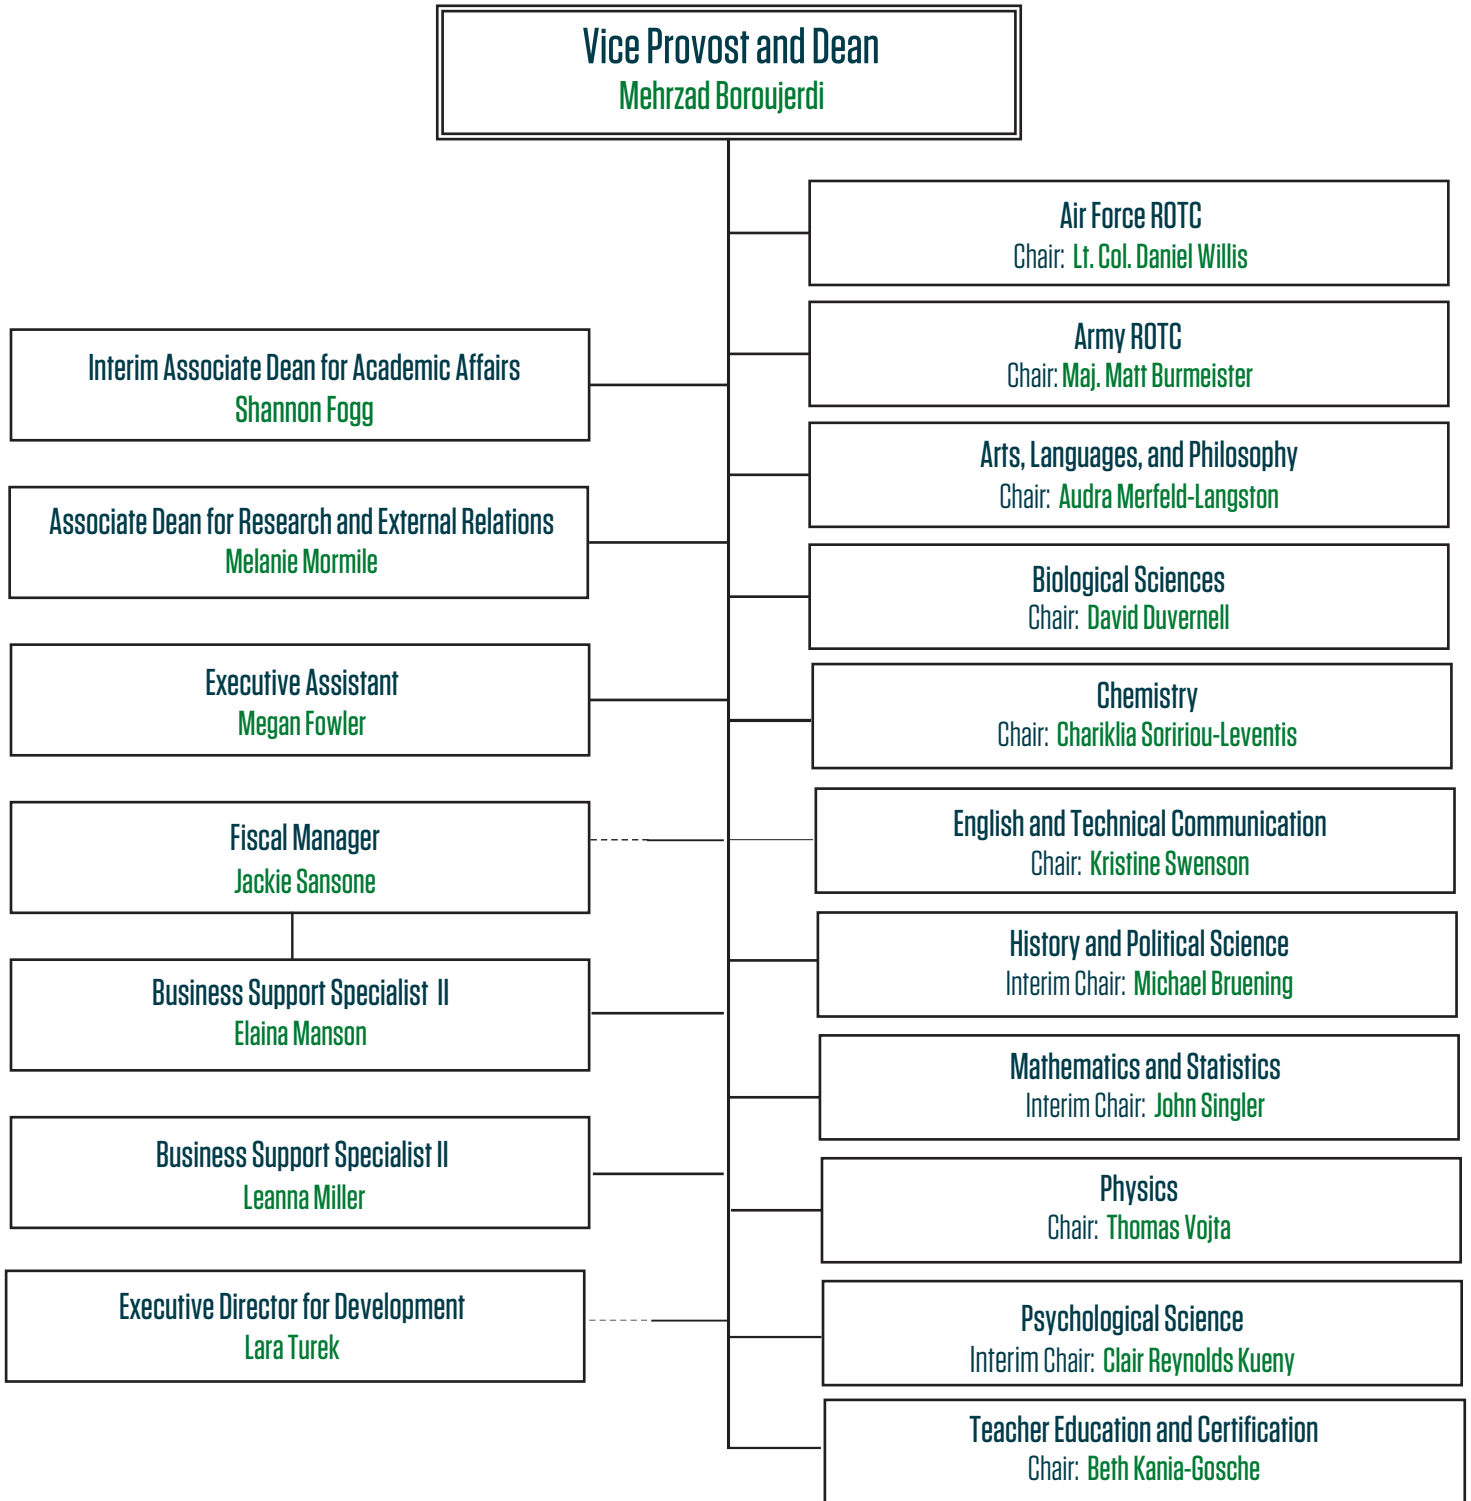 Vice Provost and Dean
Mehrzad Boroujerdi
Interim Associate Dean for Academic Affairs
Shannon Fogg
Associate Dean for Research and External Relations
Melanie Mormile
Executive Assistant
Megan Fowler
Fiscal Manager
Jackie Sansone
Business Support Specialist II
Elaina Manson
Business Support Specialist II
Leanna Miller
Executive Director for Development
Lara Turek
Air Force ROTC
Chair: Lt. Col. Daniel Willis
Army ROTC
Chair: Maj. Matt Burmeister
Arts, Languages, and Philosophy
Chair: Audra Merfeld-Langston
Biological Sciences
Chair: David Duvernell
Chemistry
Chair: Chariklia Soririou-Leventis
English and Technical Communication
Chair: Kristine Swenson
History and Political Science
Interim Chair: Michael Bruening
Mathematics and Statistics
Interim Chair: John Singler
Physics
Chair: Thomas Vojta
Psychological Science
Interim Chair: Clair Reynolds Kueny
Teacher Education and Certification
Chair: Beth Kania-Gosche